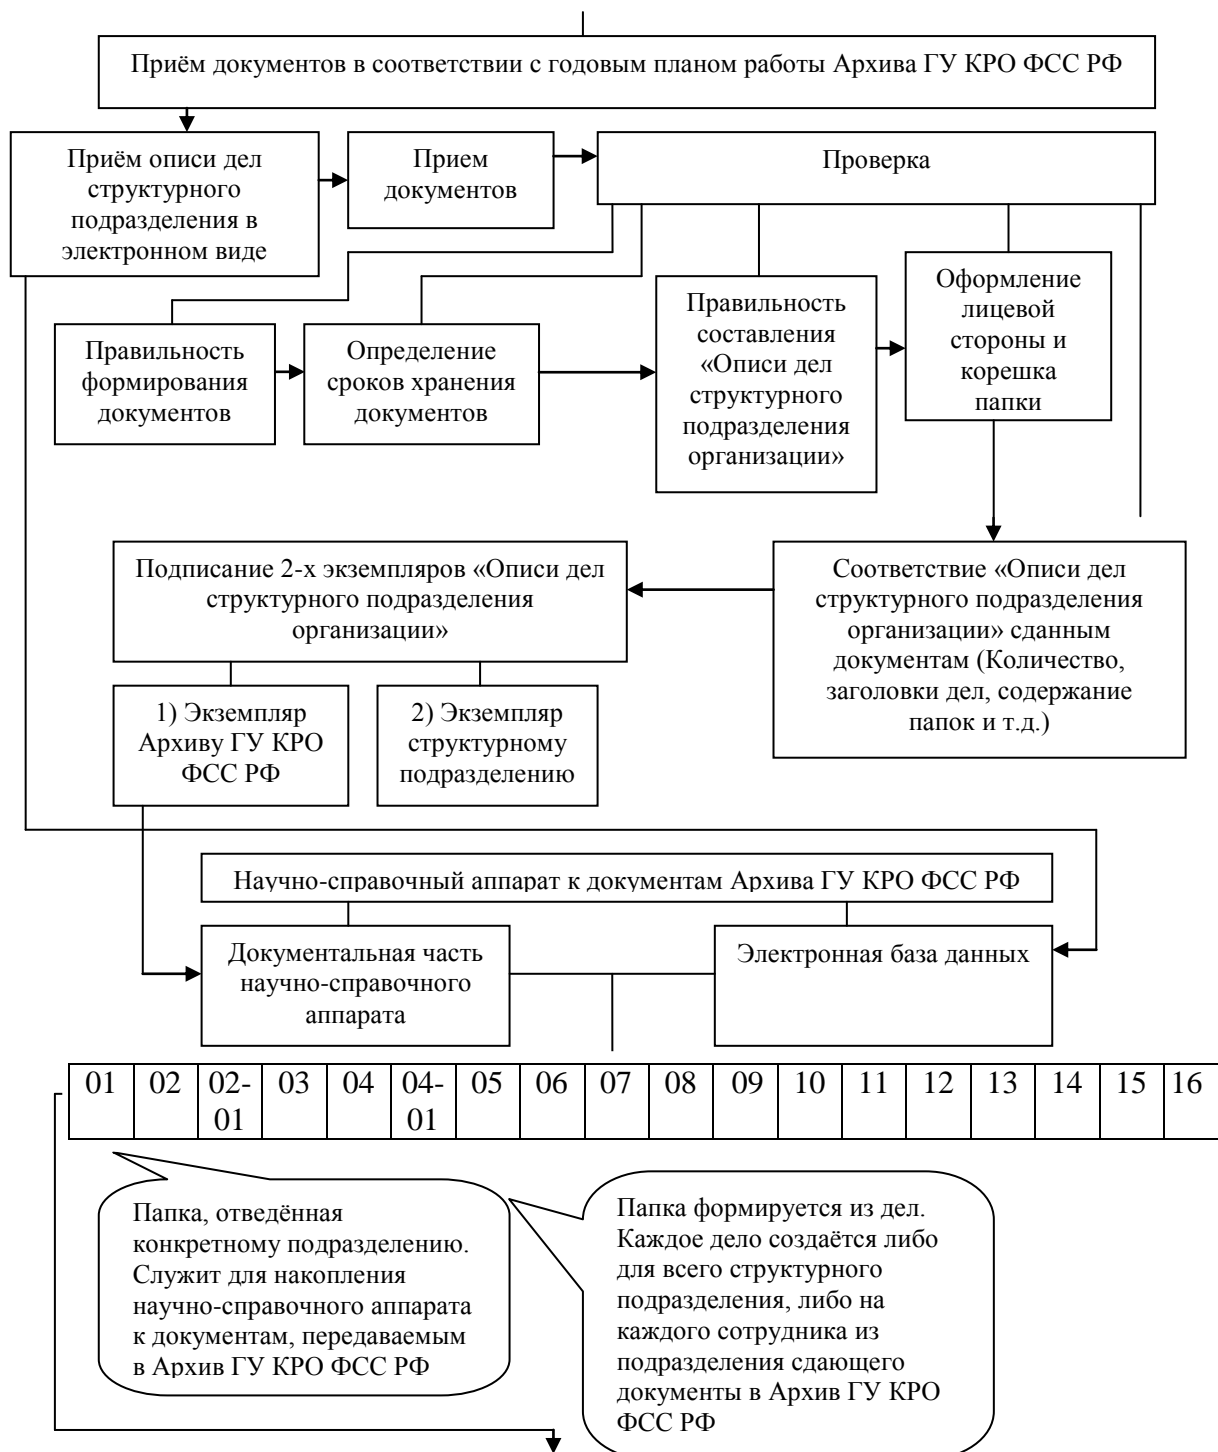 Приём документов в соответствии с годовым планом работы Архива ГУ КРО ФСС РФ
Приём описи дел
структурного
подразделения в
электронном виде
Прием
документов
Проверка
Правильность
формирования
документов
Определение
сроков хранения
документов
Правильность
составления
«Описи дел
структурного
подразделения
организации»
Оформление
лицевой
стороны и
корешка
папки
Подписание 2-х экземпляров «Описи дел
структурного подразделения
организации»
Соответствие «Описи дел
структурного подразделения
организации» сданным
документам (Количество,
заголовки дел, содержание
папок и т.д.)
1) Экземпляр
Архиву ГУ КРО
ФСС РФ
2) Экземпляр
структурному
подразделению
Научно-справочный аппарат к документам Архива ГУ КРО ФСС РФ
Документальная часть
научно-справочного
аппарата
Электронная база данных
01 02 02-01 03 04 04-01 05 06 07 08 09 10 11 12 13 14 15 16
Папка, отведённая
конкретному подразделению.
Служит для накопления
научно-справочного аппарата
к документам, передаваемым
в Архив ГУ КРО ФСС РФ
Папка формируется из дел.
Каждое дело создаётся либо
для всего структурного
подразделения, либо на
каждого сотрудника из
подразделения сдающего
документы в Архив ГУ КРО
ФСС РФ